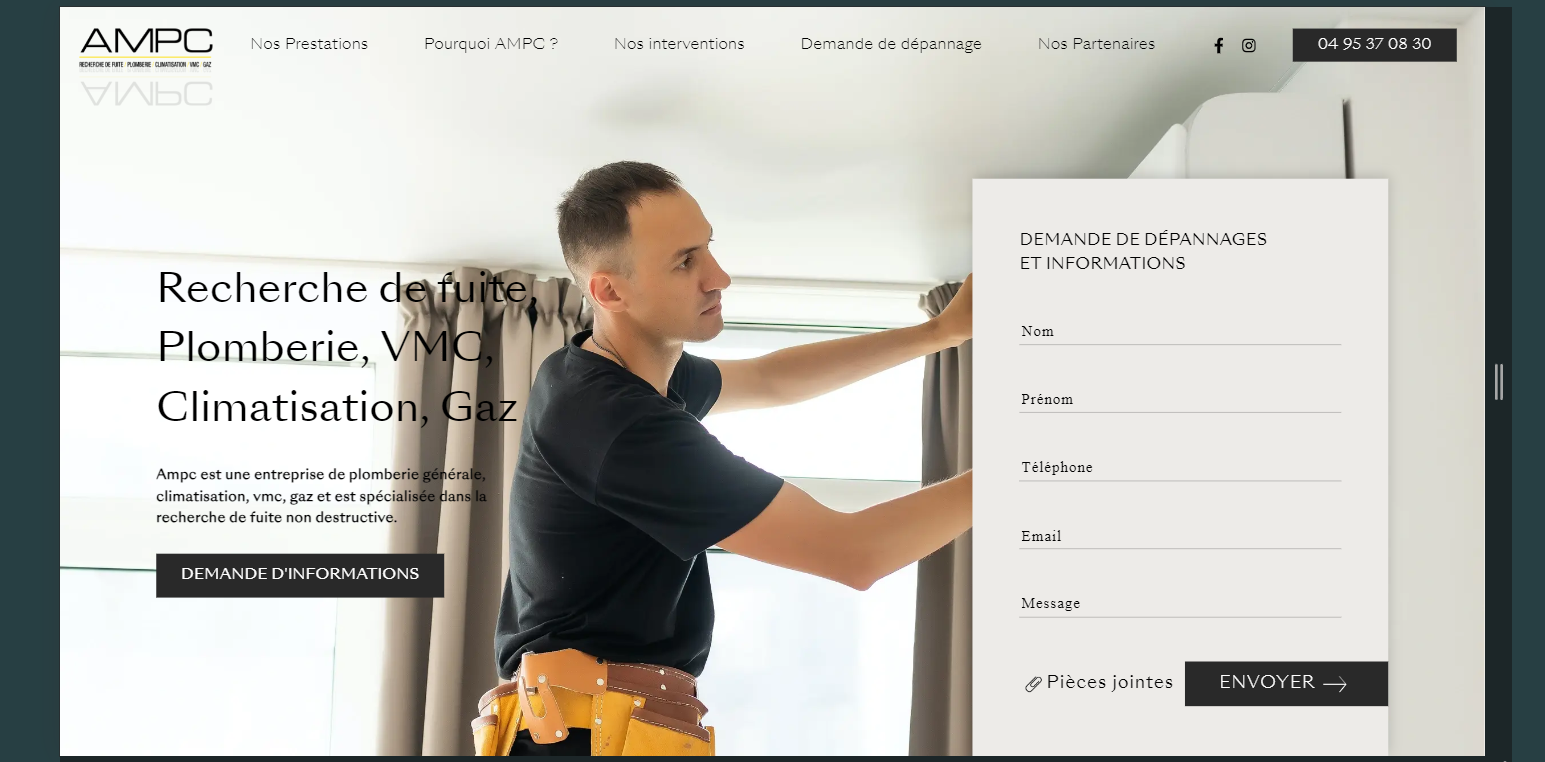 AMPC
RECHERCHE DE FUITE PLOMBERIE CLIMATISATION VMC GAZ
Nos Prestations
Pourquoi AMPC ?
Nos interventions
Demande de dépannage
Nos Partenaires
04 95 37 08 30
Recherche de fuite,
Plomberie, VMC,
Climatisation, Gaz
Ampc est une entreprise de plomberie générale,
climatisation, vmc, gaz et est spécialisée dans la
recherche de fuite non destructive.
DEMANDE D'INFORMATIONS
DEMANDE DE DÉPANNAGES
ET INFORMATIONS
Nom
Prénom
Téléphone
Email
Message
Pièces jointes
ENVOYER